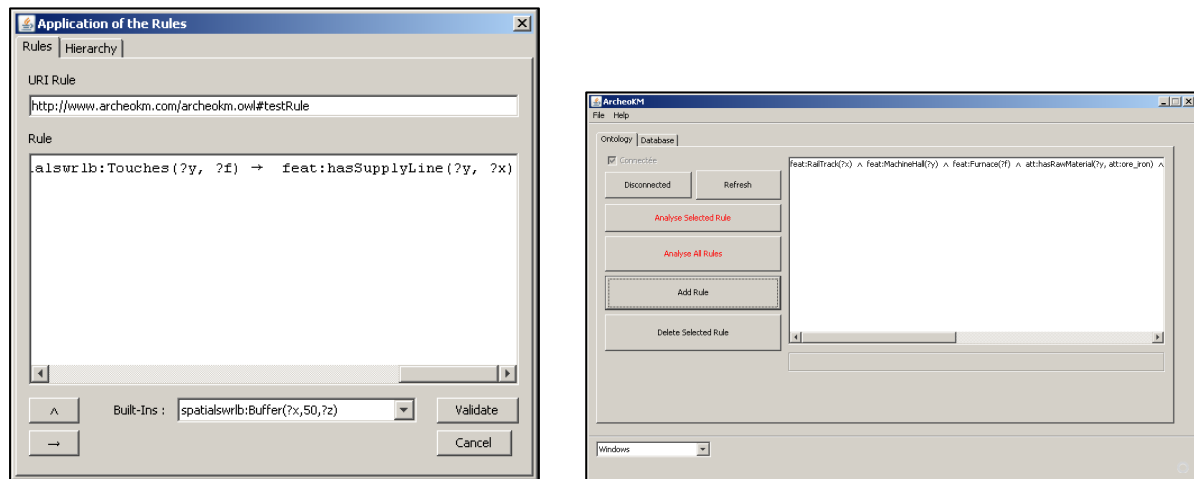 Application of the Rules
Rules Hierarchy
URI Rule
http://www.archeokm.com/archeokm.owl#testRule
Rule
.alswrlb:Touches(?y, ?f) → feat:hasSupplyLine(?y, ?x)
^ Built-Ins : spatialswrlb:Buffer(?x,50,?z) Validate
→ Cancel
ArcheoKM
File Help
Ontology Database
Connectée
Disconnected Refresh
Analyse Selected Rule
Analyse All Rules
Add Rule
Delete Selected Rule
feat:RailTrack(?x) ∧ feat:MachineHall(?y) ∧ feat:Furnace(?f) ∧ att:hasRawMaterial(?y, att:ore_iron) ∧
Windows